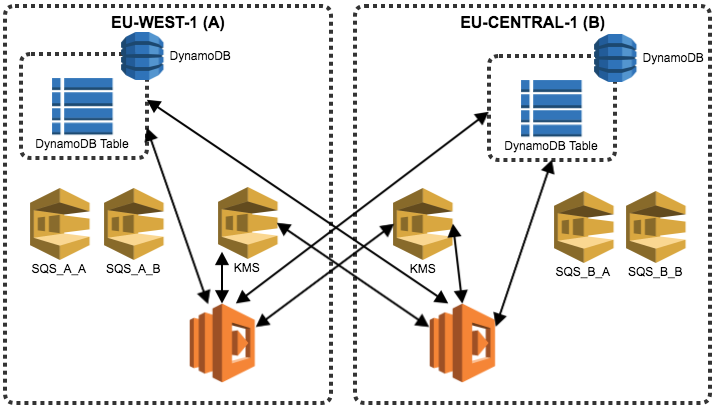 EU-WEST-1 (A)
EU-CENTRAL-1 (B)
DynamoDB
DynamoDB
DynamoDB Table
DynamoDB Table
SQS_A_A
SQS_A_B
KMS
KMS
SQS_B_A
SQS_B_B